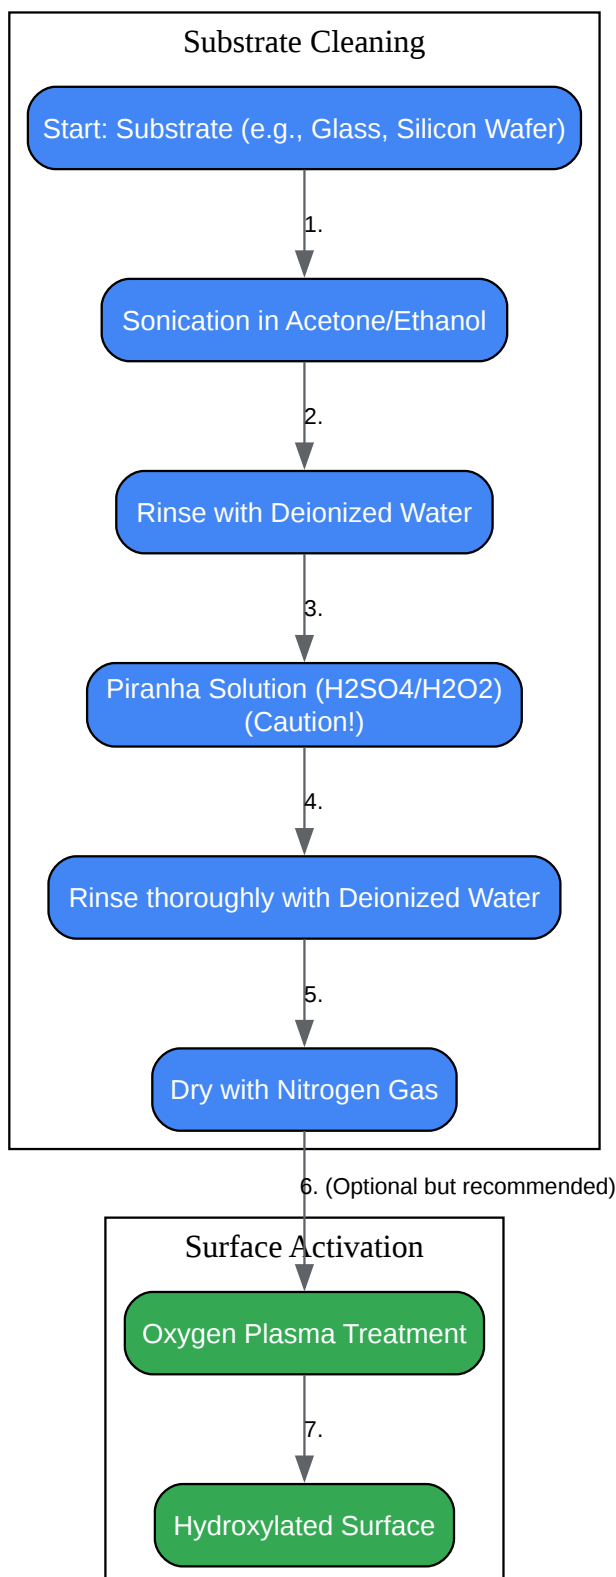 Substrate Cleaning
Start: Substrate (e.g., Glass, Silicon Wafer)
1.
Sonication in Acetone/Ethanol
2.
Rinse with Deionized Water
3.
Piranha Solution (H2SO4/H2O2)
(Caution!)
4.
Rinse thoroughly with Deionized Water
5.
Dry with Nitrogen Gas
6. (Optional but recommended)
Surface Activation
Oxygen Plasma Treatment
7.
Hydroxylated Surface